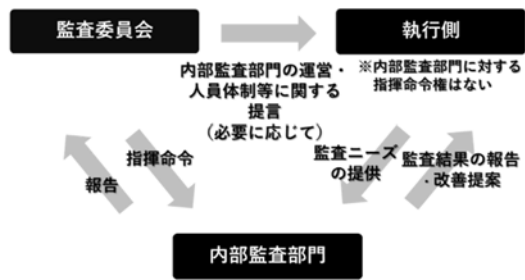 監査委員会
執行側
内部監査部門の運営・
人員体制等に関する
提言
（必要に応じて）
※内部監査部門に対する
指揮命令権はない
報告
指揮命令
監査ニーズ
の提供
監査結果の報告
・改善提案
内部監査部門